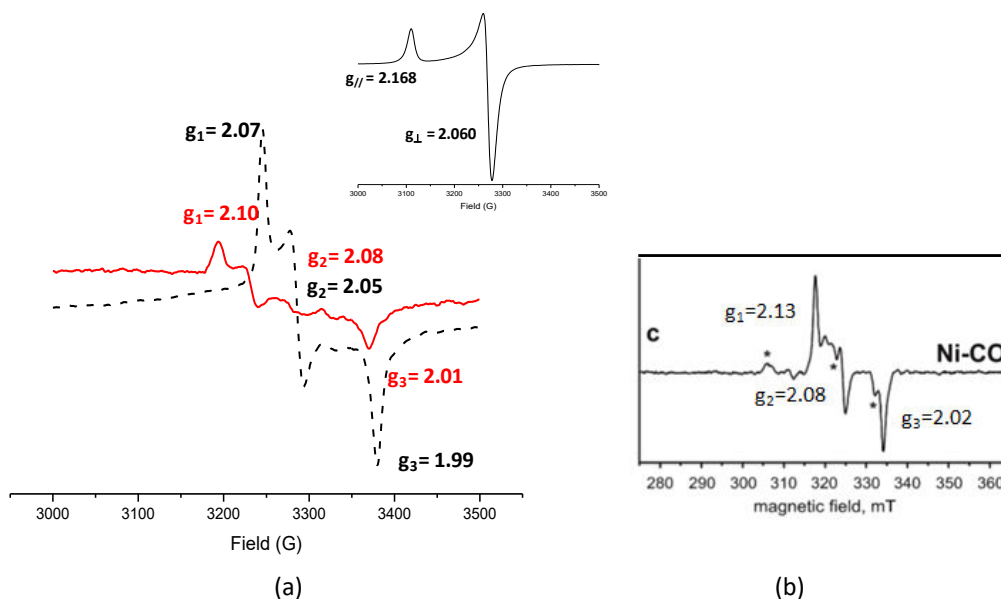 g// = 2.168
g⊥ = 2.060
3000 3100 3200 3300 3400 3500
Field (G)
g1= 2.07
g1= 2.10
g2= 2.08
g2= 2.05
g3= 2.01
g3= 1.99
3000 3100 3200 3300 3400 3500
Field (G)
(a)
c
g1=2.13
Ni-CO
*
*
*
g2=2.08
g3=2.02
280 290 300 310 320 330 340 350 360
magnetic field, mT
(b)